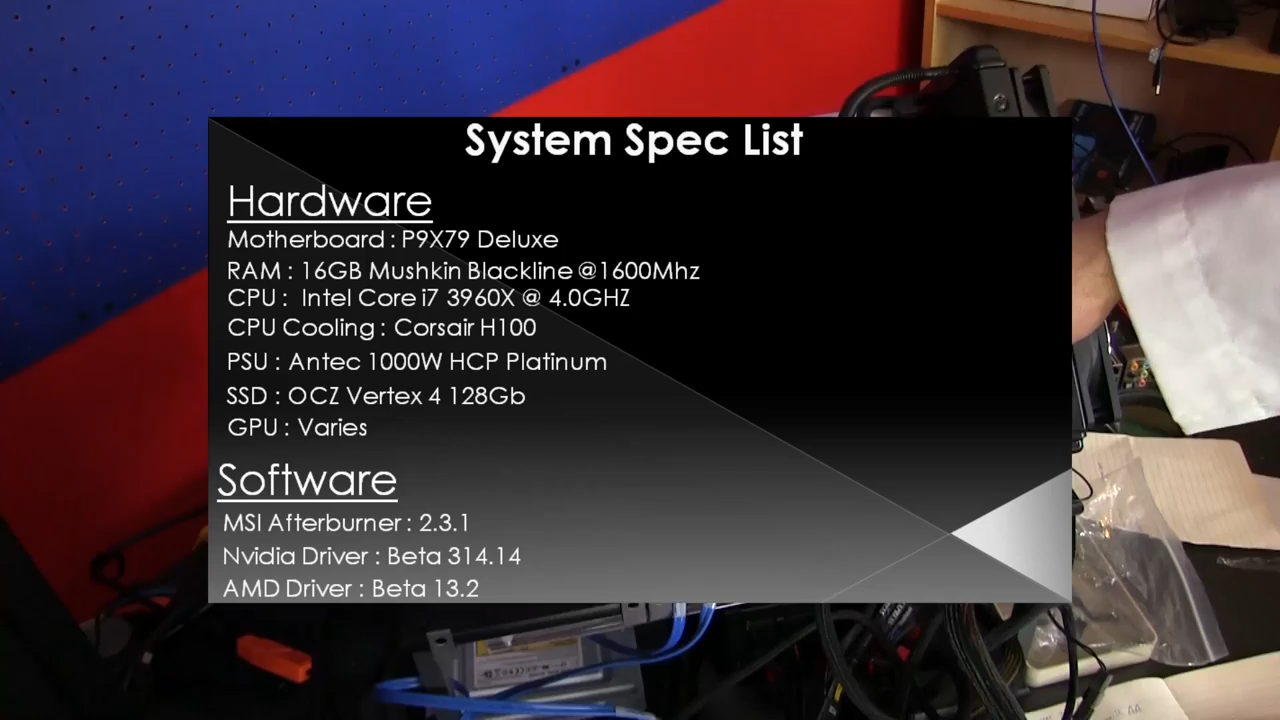 System Spec List
Hardware
Motherboard : P9X79 Deluxe
RAM : 16GB Mushkin Blackline @1600Mhz
CPU :  Intel Core i7 3960X @ 4.0GHZ
CPU Cooling : Corsair H100
PSU : Antec 1000W HCP Platinum
SSD : OCZ Vertex 4 128Gb
GPU : Varies
Software
MSI Afterburner : 2.3.1
Nvidia Driver : Beta 314.14
AMD Driver : Beta 13.2